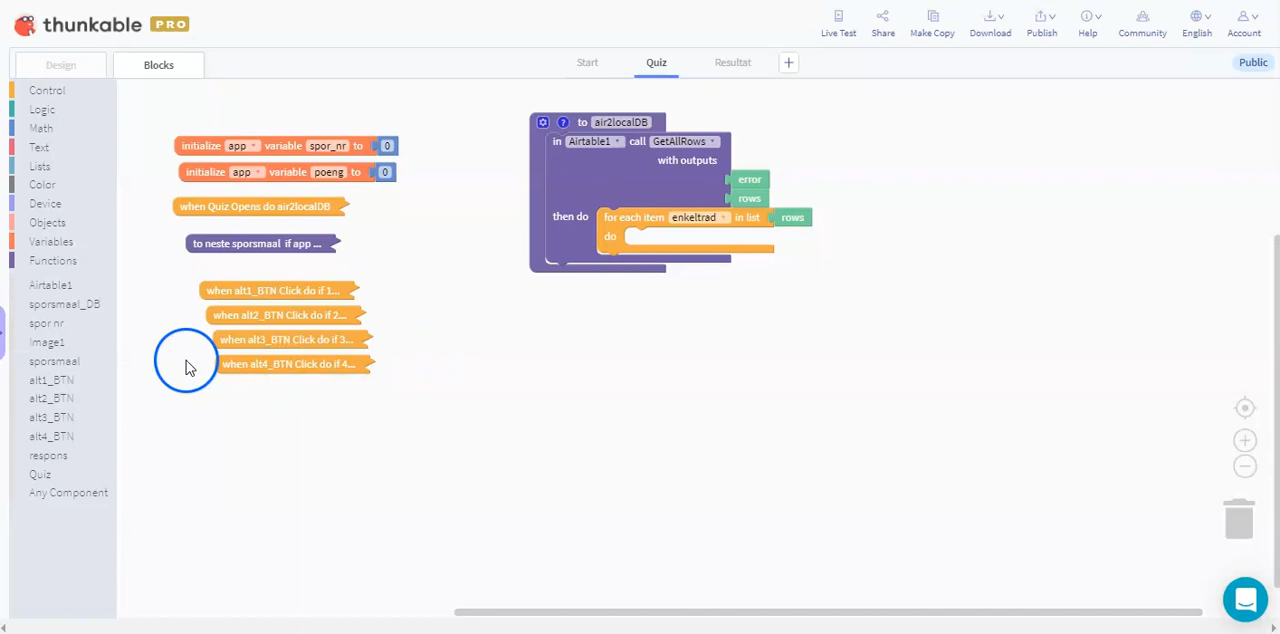 thunkable PRO
Live Test Share Make Copy Download Publish Help Community English Account
Design Blocks Start Quiz Resultat + Public
Control
Logic
Math
Text
Lists
Color
Device
Objects
Variables
Functions
Airtable1
sporsmaal_DB
spor nr
Image1
sporsmaal
alt1_BTN
alt2_BTN
alt3_BTN
alt4_BTN
respons
Quiz
Any Component
initialize app variable spor_nr to 0
initialize app variable poeng to 0
when Quiz Opens do air2localDB
to neste sporsmaal if app ...
when alt1_BTN Click do if 1...
when alt2_BTN Click do if 2...
when alt3_BTN Click do if 3...
when alt4_BTN Click do if 4...
? to air2localDB
in Airtable1 call GetAllRows
with outputs
error
rows
then do for each item enkeltrad in list rows
do